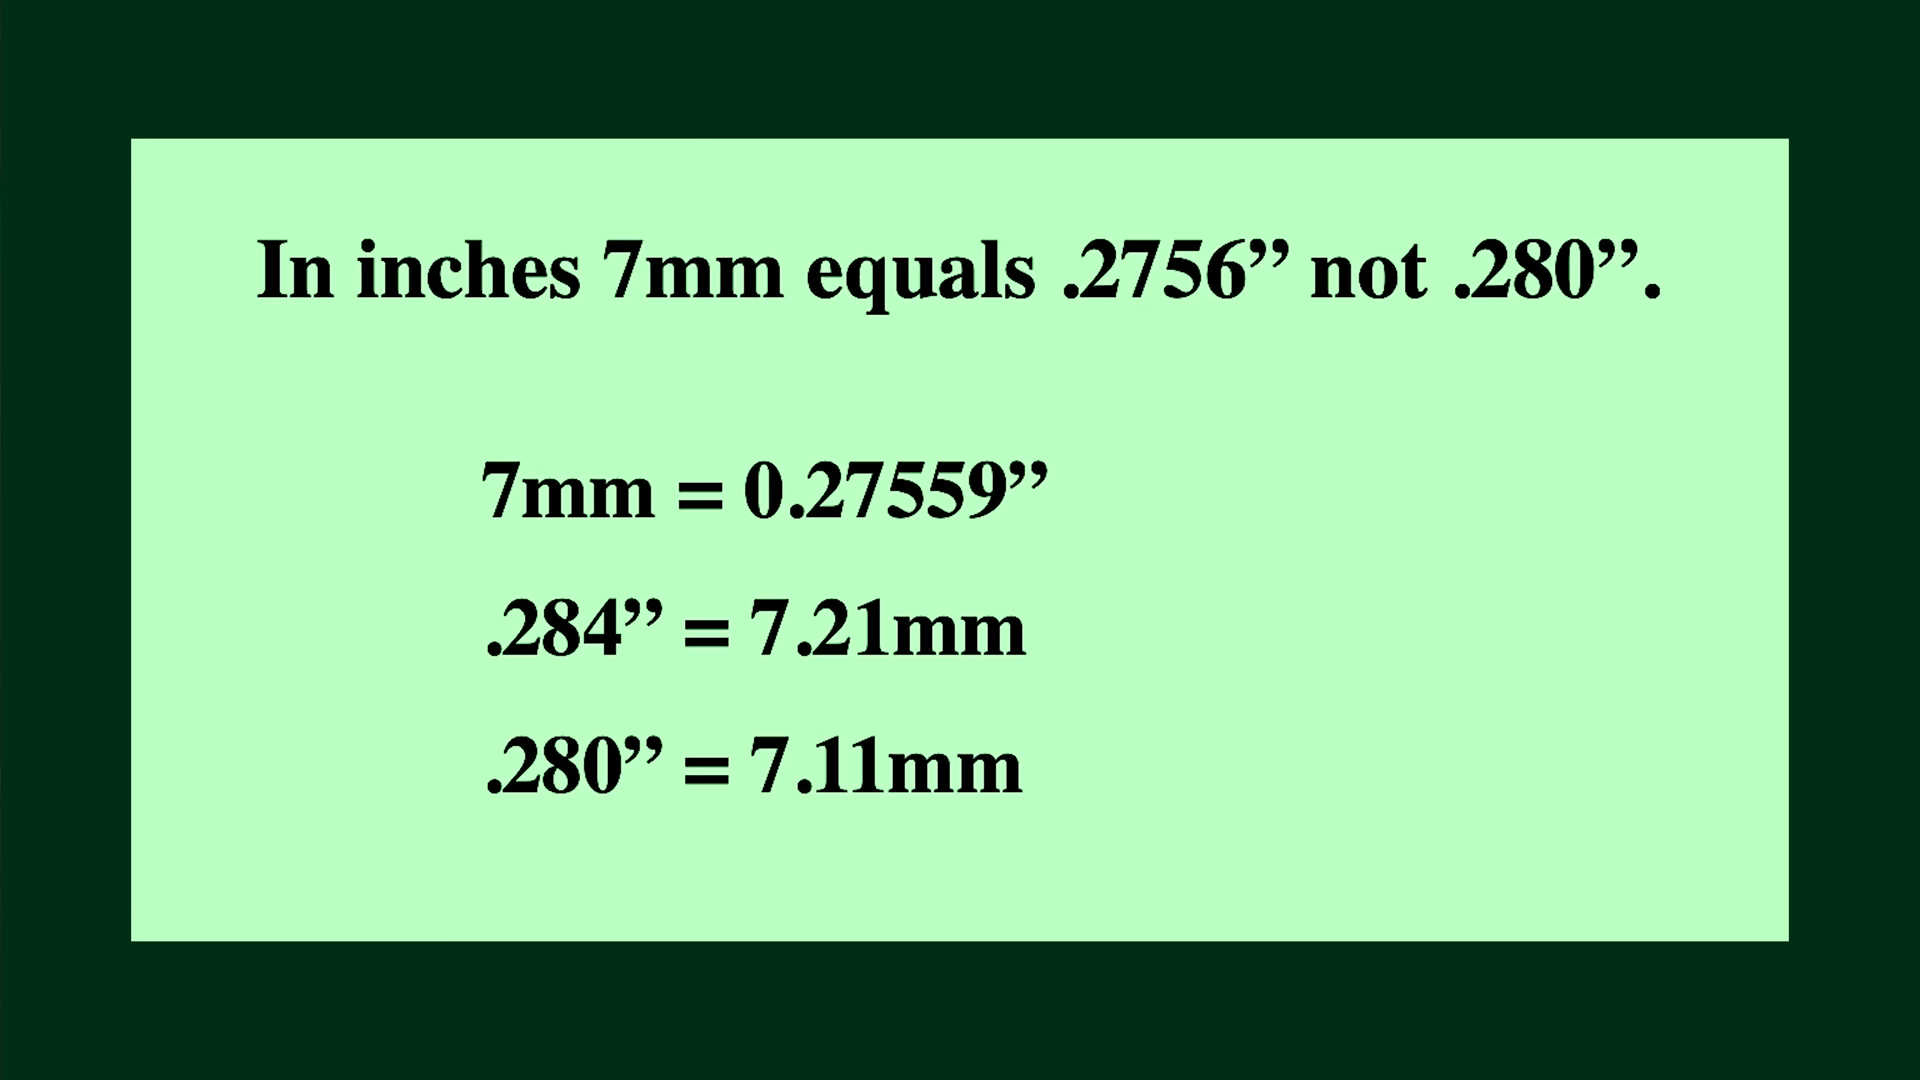 In inches 7mm equals .2756” not .280”.
7mm = 0.27559”
.284” = 7.21mm
.280” = 7.11mm